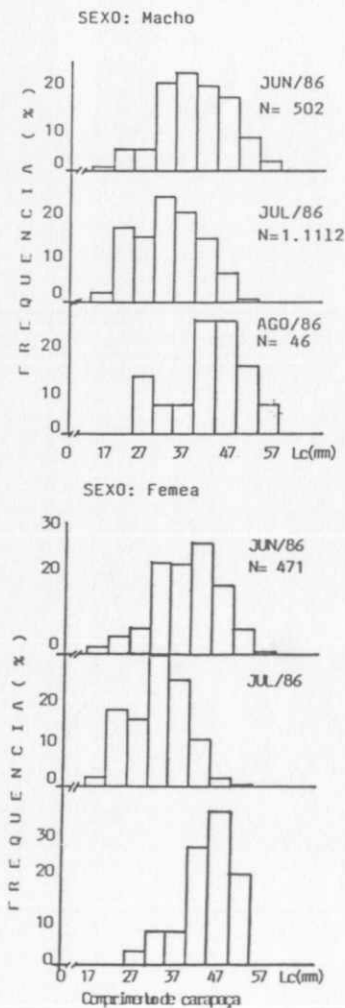 SEXO: Macho
JUN/86
N= 502
20
10
0
JUL/86
N=1.1112
20
10
0
AGO/86
N= 46
20
10
0
0 17 27 37 47 57 Lc(mm)
FREQUENCIA (%)
SEXO: Femea
30
JUN/86
N= 471
20
0
JUL/86
20
10
0
30
20
10
0
0 17 27 37 47 57 Lc(mm)
FREQUENCIA (%)
Comprimento de carapaça